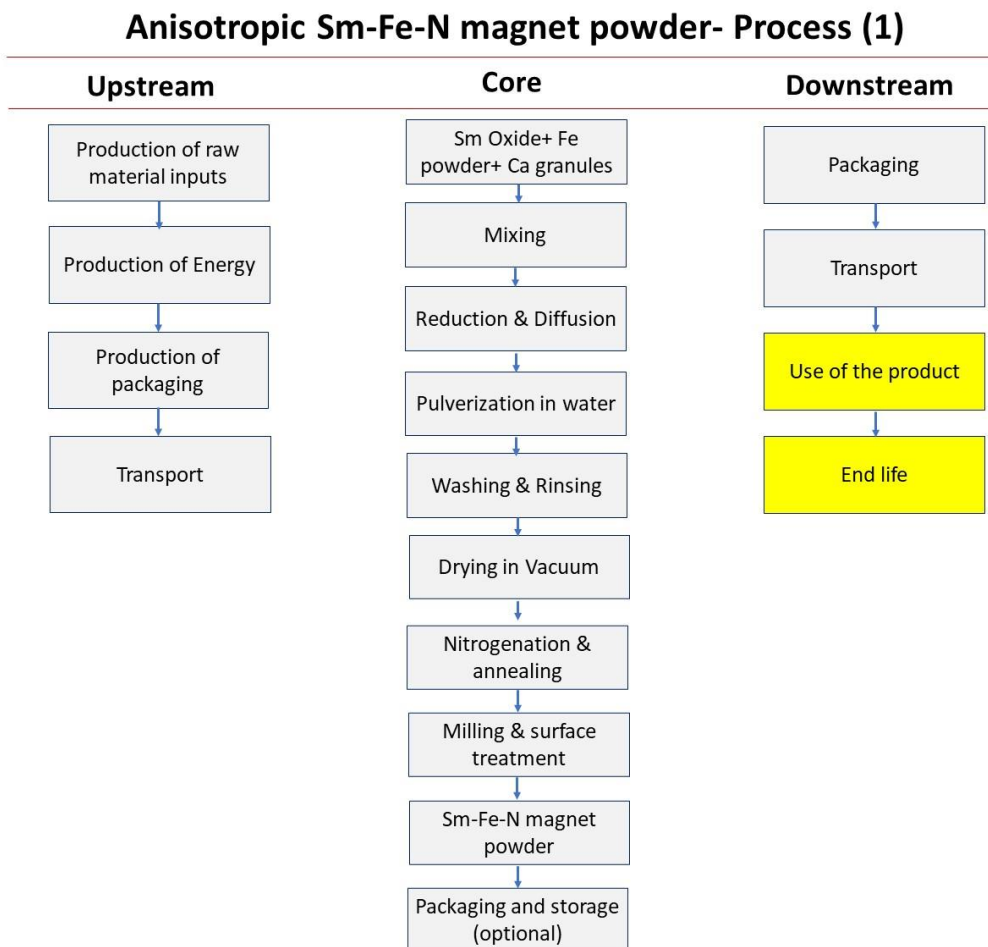 Anisotropic Sm-Fe-N magnet powder- Process (1)
Upstream
Core
Downstream
Production of raw
material inputs
Production of Energy
Production of
packaging
Transport
Sm Oxide+ Fe
powder+ Ca granules
Mixing
Reduction & Diffusion
Pulverization in water
Washing & Rinsing
Drying in Vacuum
Nitrogenation &
annealing
Milling & surface
treatment
Sm-Fe-N magnet
powder
Packaging and storage
(optional)
Packaging
Transport
Use of the product
End life